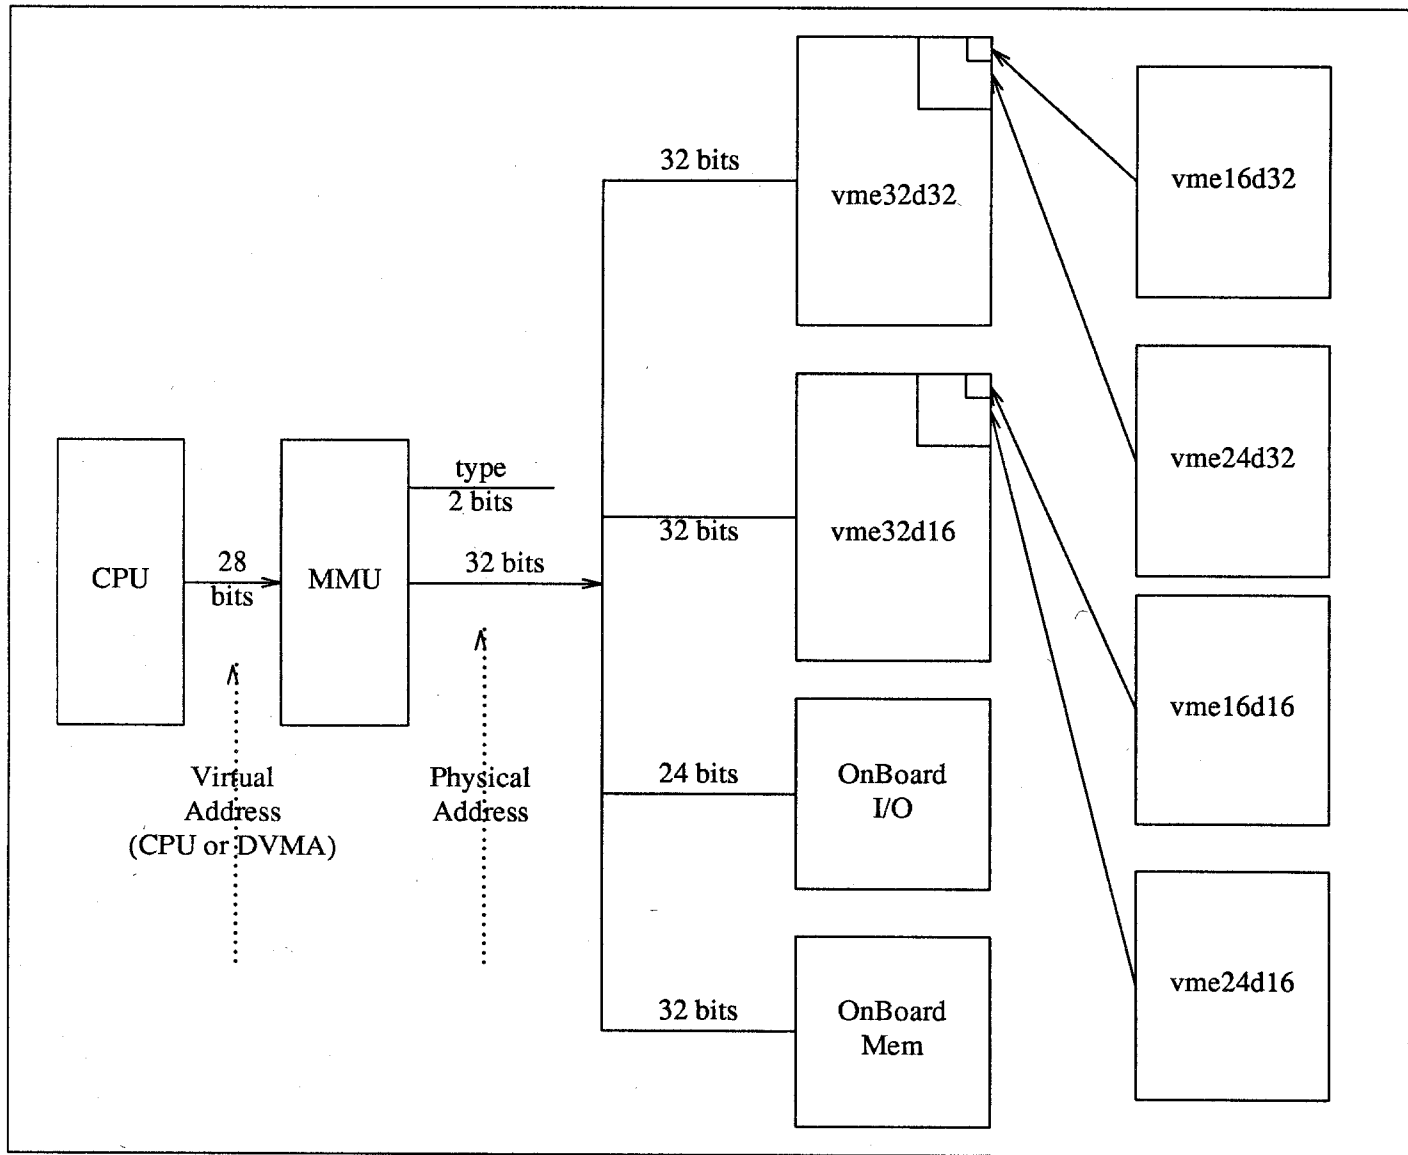 32 bits
vme32d32
vme16d32
vme24d32
type
2 bits
32 bits
vme32d16
CPU
28
bits
MMU
32 bits
vme16d16
Virtual
Address
(CPU or DVMA)
Physical
Address
24 bits
OnBoard
I/O
vme24d16
32 bits
OnBoard
Mem